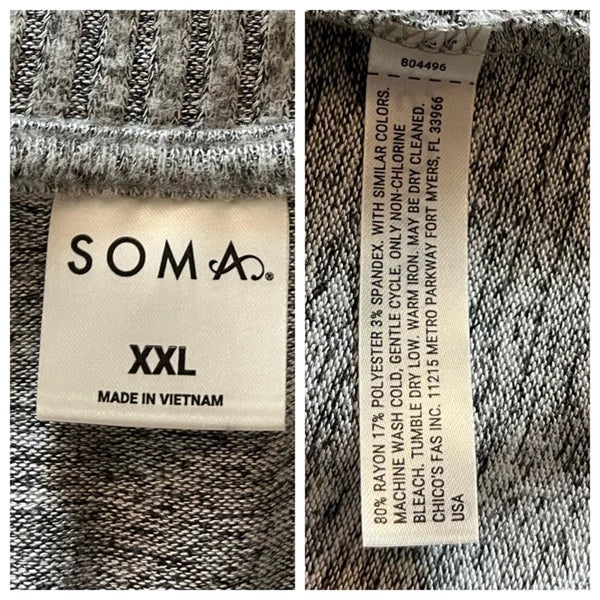 SOMA®
XXL
MADE IN VIETNAM
804496
80% RAYON 17% POLYESTER 3% SPANDEX. WITH SIMILAR COLORS.
MACHINE WASH COLD, GENTLE CYCLE. ONLY NON-CHLORINE
BLEACH. TUMBLE DRY LOW. WARM IRON. MAY BE DRY CLEANED.
CHICO'S FAS INC. 11215 METRO PARKWAY FORT MYERS, FL 33966
USA